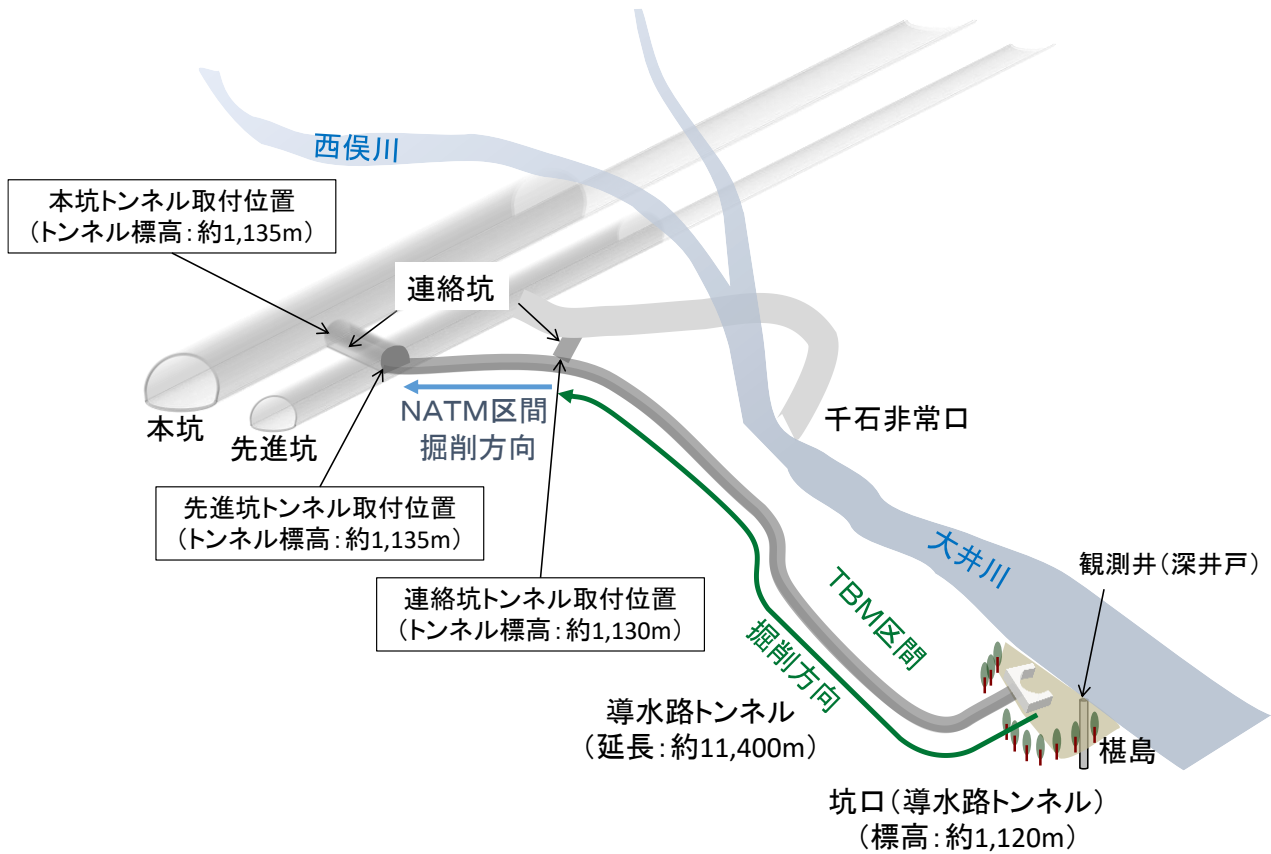 西俣川
本坑トンネル取付位置
(トンネル標高：約1,135m)
連絡坑
本坑
先進坑
NATM区間
掘削方向
千石非常口
先進坑トンネル取付位置
(トンネル標高：約1,135m)
大井川
観測井(深井戸)
連絡坑トンネル取付位置
(トンネル標高：約1,130m)
TBM区間
掘削方向
導水路トンネル
(延長：約11,400m)
椹島
坑口(導水路トンネル)
(標高：約1,120m)